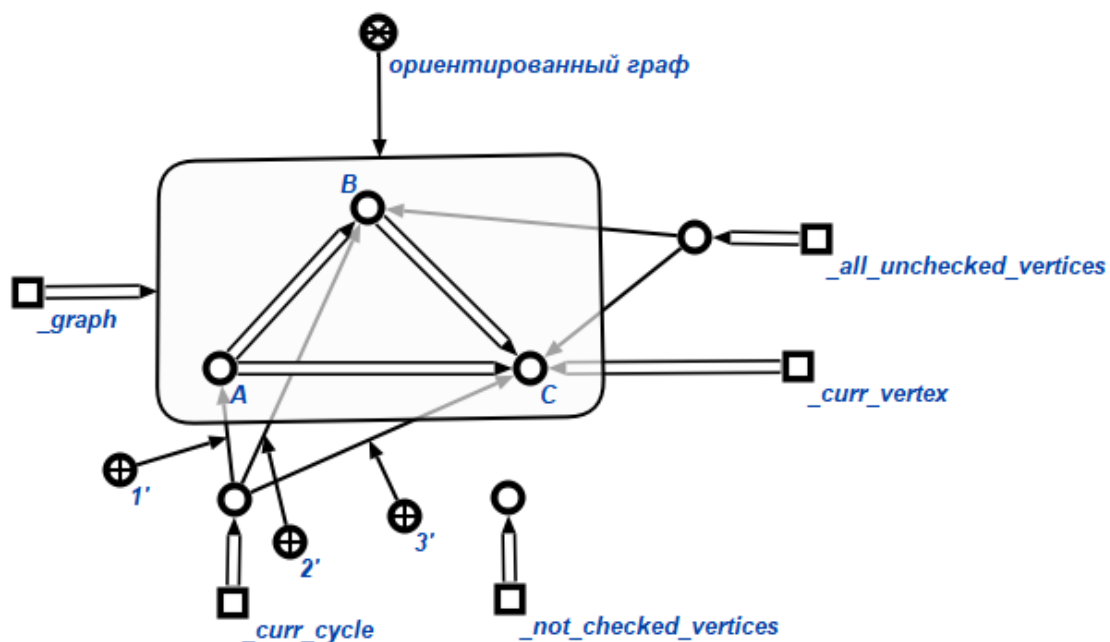 ориентированный граф
B
_all_unchecked_vertices
_graph
A
C
_curr_vertex
1'
2'
3'
_curr_cycle
_not_checked_vertices